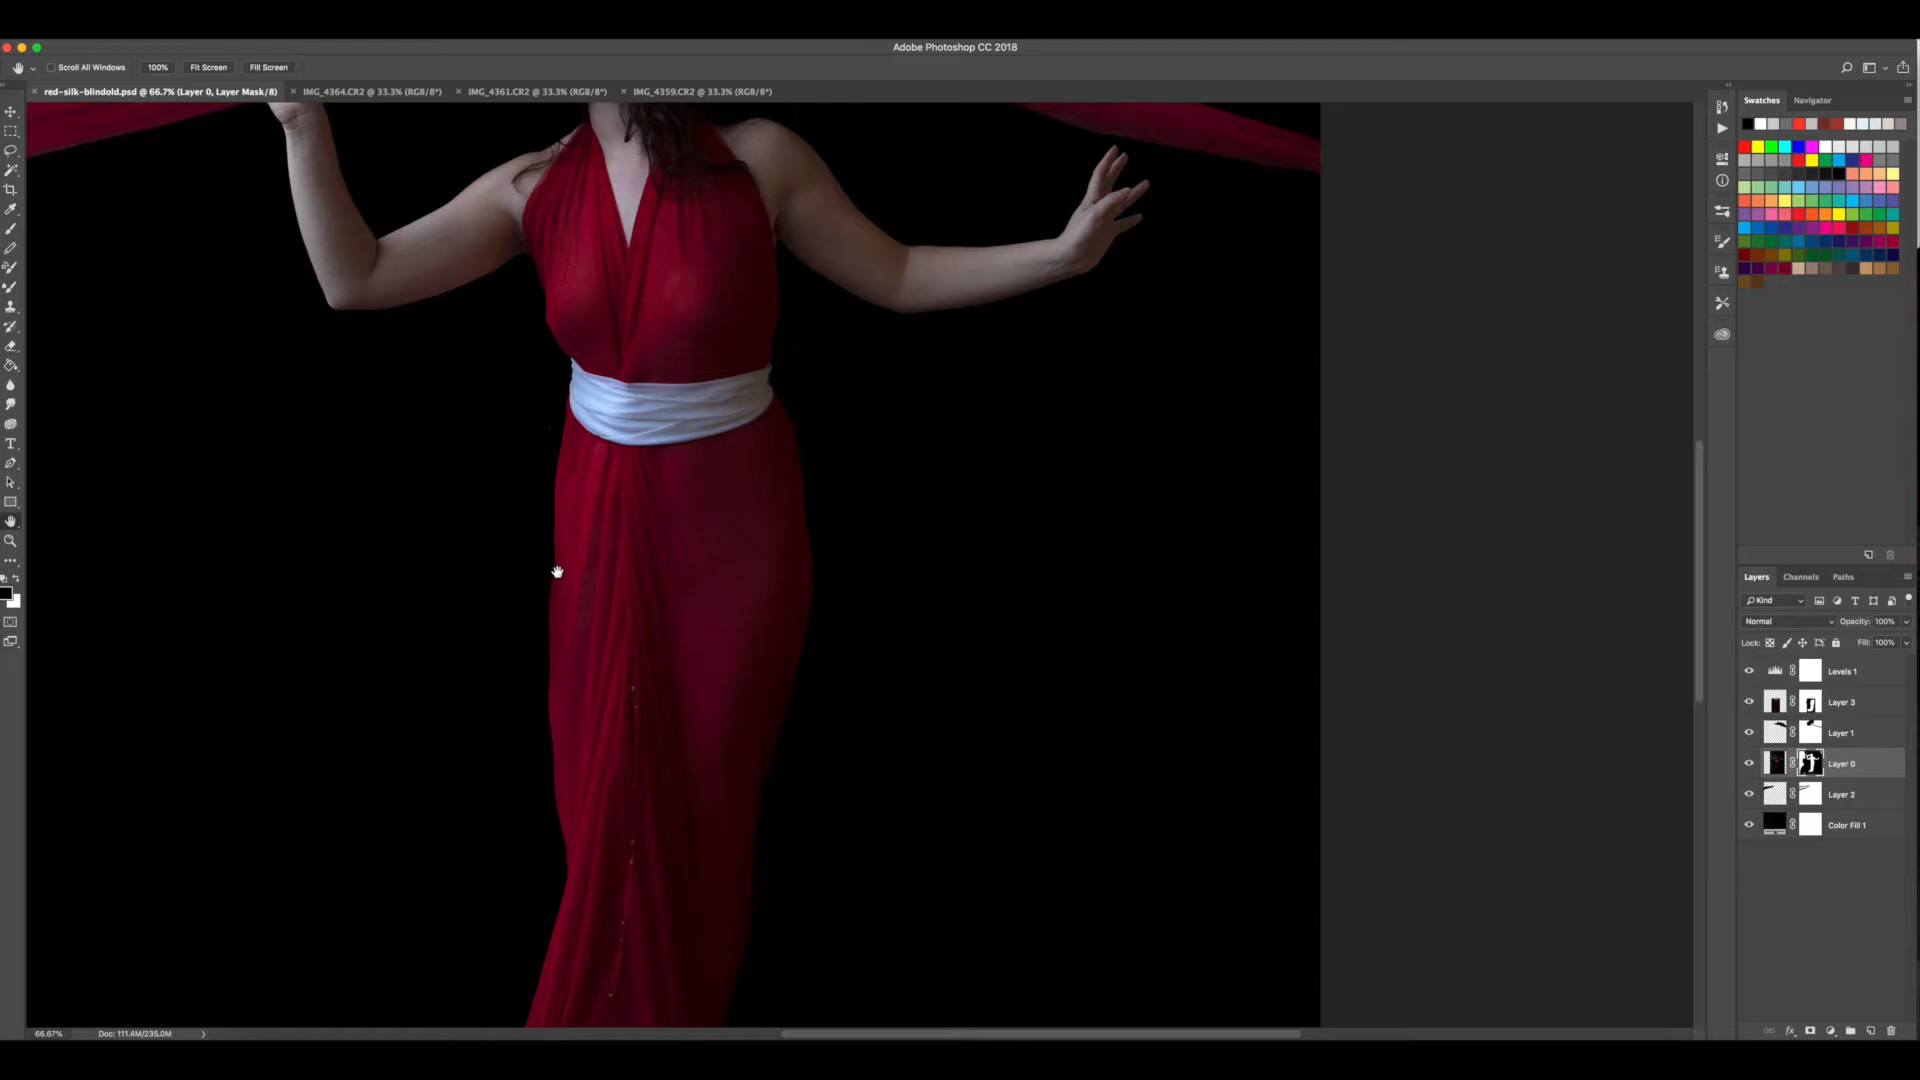 Adobe Photoshop CC 2018
Scroll All Windows 100% Fit Screen Fill Screen
red-silk-blindold.psd @ 66.7% (Layer 0, Layer Mask/8) IMG_4364.CR2 @ 33.3% (RGB/8*) IMG_4361.CR2 @ 33.3% (RGB/8*) IMG_4359.CR2 @ 33.3% (RGB/8*)
Swatches Navigator
Layers Channels Paths
Kind
Normal Opacity: 100%
Lock: Fill: 100%
Levels 1
Layer 3
Layer 1
Layer 0
Layer 2
Color Fill 1
66.67% Doc: 111.4M/235.0M